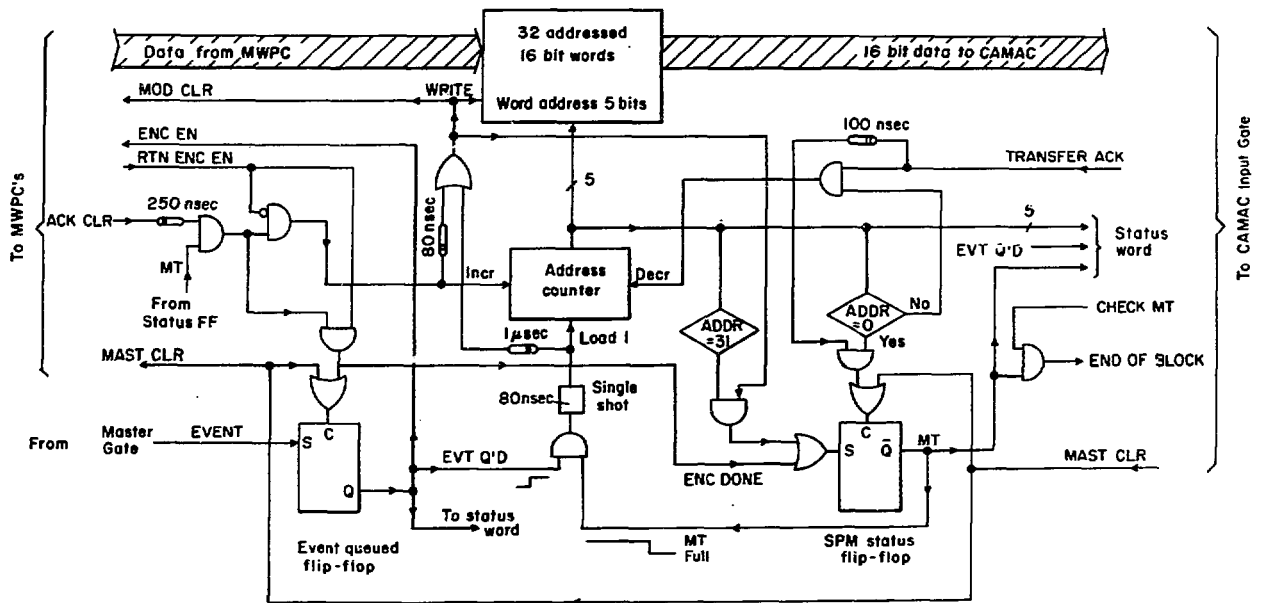 Data from MWPC
32 addressed
16 bit words
Word address 5 bits
16 bit data to CAMAC
MOD CLR
WRITE
ENC EN
RTN ENC EN
100 nsec
TRANSFER ACK
To MWPC's
ACK CLR
250 nsec
MT
From
Status FF
80 nsec
5
Incr
Address
counter
Decr
5
EVT Q'D
Status
word
To CAMAC Input Gate
ADDR
=31
ADDR
=0
No
Yes
CHECK MT
END OF BLOCK
1 μsec
Load 1
MAST CLR
80nsec
Single
shot
From
Master
Gate
EVENT
S
C
Q
EVT Q'D
ENC DONE
S
C
Q̄
MT
MAST CLR
To status
word
Event queued
flip-flop
MT
Full
SPM status
flip-flop